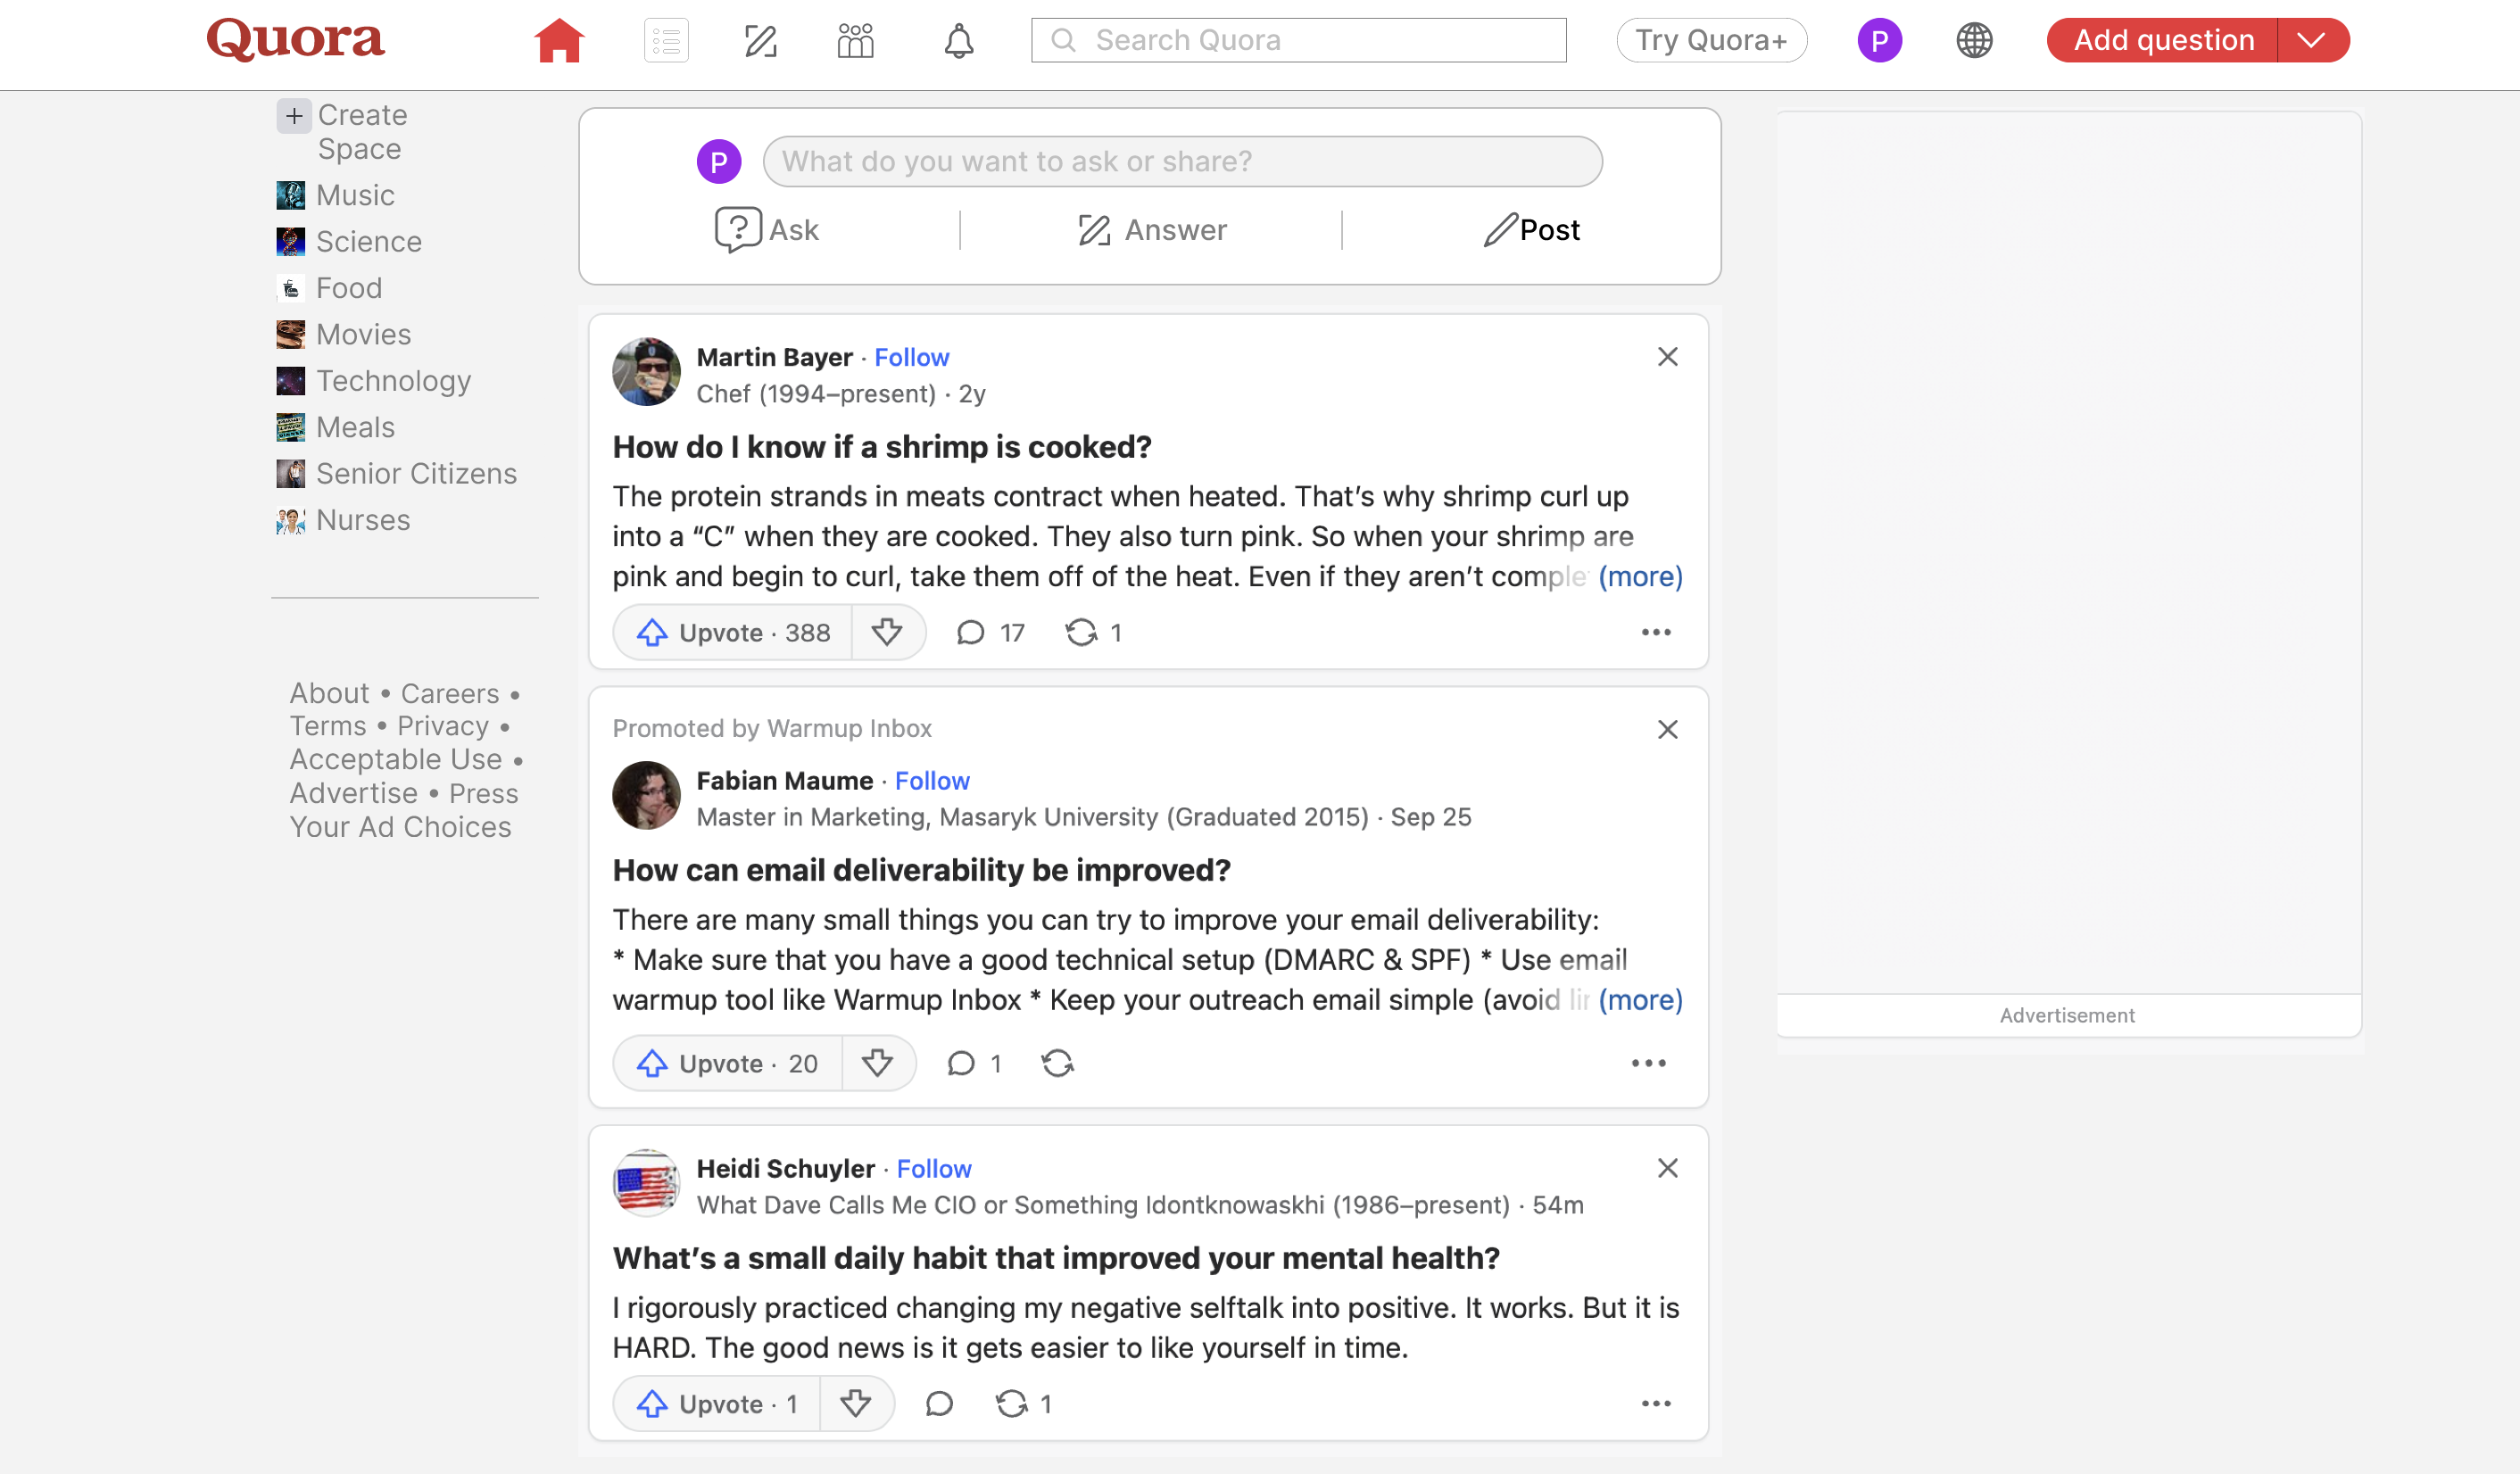 Quora
Search Quora
Try Quora+
P
Add question
Create
Space
Music
Science
Food
Movies
Technology
Meals
Senior Citizens
Nurses
About • Careers •
Terms • Privacy •
Acceptable Use •
Advertise • Press
Your Ad Choices
P
What do you want to ask or share?
Ask
Answer
Post
Martin Bayer · Follow
Chef (1994–present) · 2y
How do I know if a shrimp is cooked?
The protein strands in meats contract when heated. That’s why shrimp curl up
into a “C” when they are cooked. They also turn pink. So when your shrimp are
pink and begin to curl, take them off of the heat. Even if they aren’t (more)
Upvote · 388
17
1
Promoted by Warmup Inbox
Fabian Maume · Follow
Master in Marketing, Masaryk University (Graduated 2015) · Sep 25
How can email deliverability be improved?
There are many small things you can try to improve your email deliverability:
* Make sure that you have a good technical setup (DMARC & SPF) * Use email
warmup tool like Warmup Inbox * Keep your outreach email simple (avoid (more)
Upvote · 20
1
Heidi Schuyler · Follow
What Dave Calls Me CIO or Something Idontknowaskhi (1986–present) · 54m
What’s a small daily habit that improved your mental health?
I rigorously practiced changing my negative selftalk into positive. It works. But it is
HARD. The good news is it gets easier to like yourself in time.
Upvote · 1
1
Advertisement